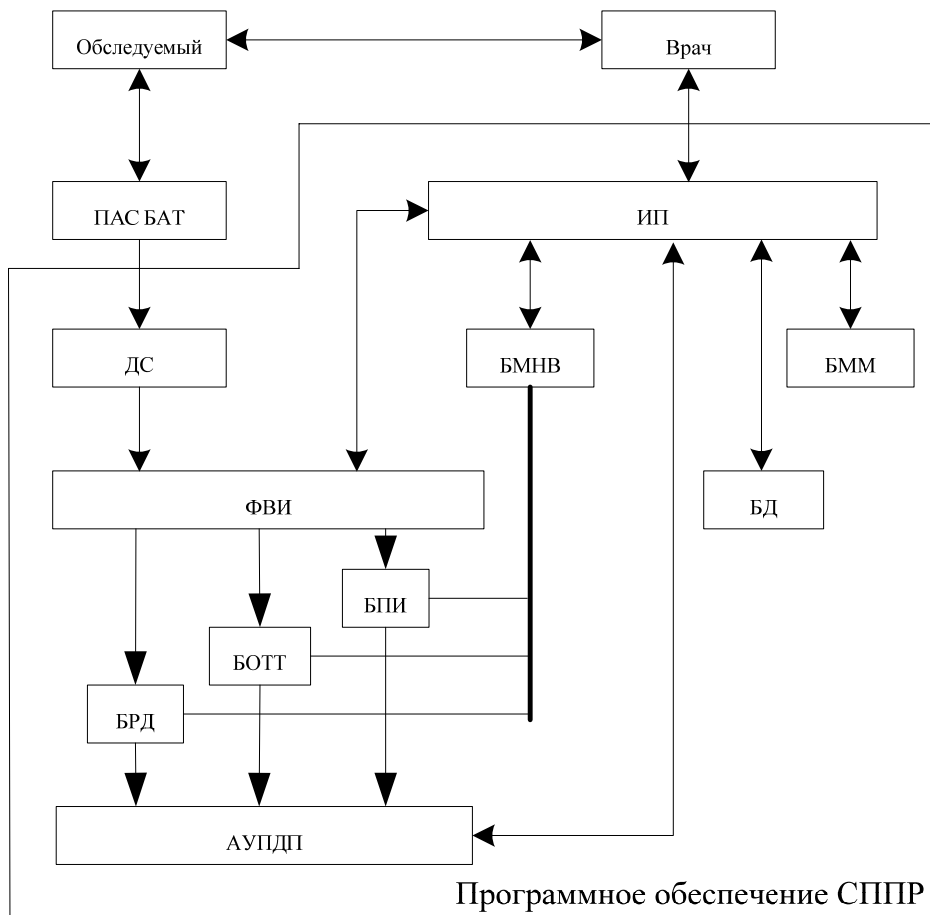 Обследуемый
Врач
ПАС БАТ
ИП
ДС
БМНВ
БММ
ФВИ
БД
БПИ
БОТТ
БРД
АУПДП
Программное обеспечение СППР